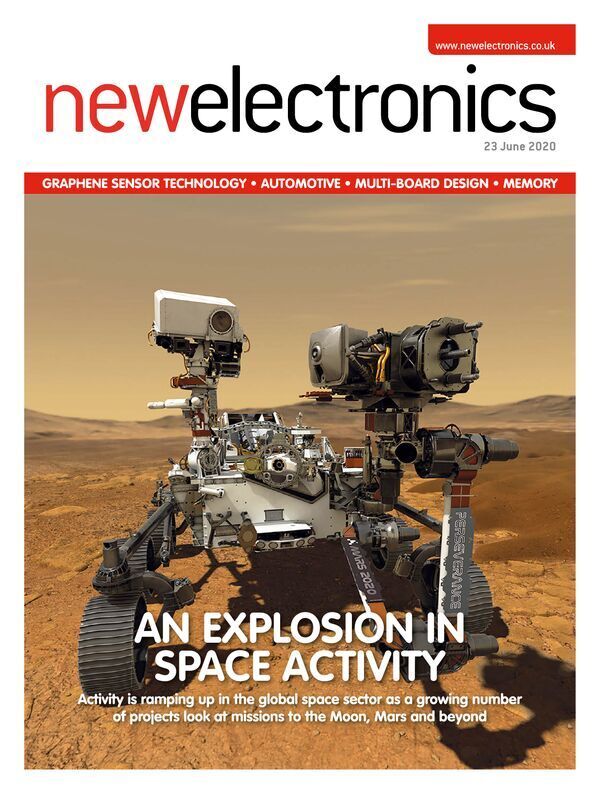 www.newelectronics.co.uk
newelectronics
23 June 2020
GRAPHENE SENSOR TECHNOLOGY • AUTOMOTIVE • MULTI-BOARD DESIGN • MEMORY
PERSEVERANCE
MARS 2020
AN EXPLOSION IN
SPACE ACTIVITY
Activity is ramping up in the global space sector as a growing number
of projects look at missions to the Moon, Mars and beyond